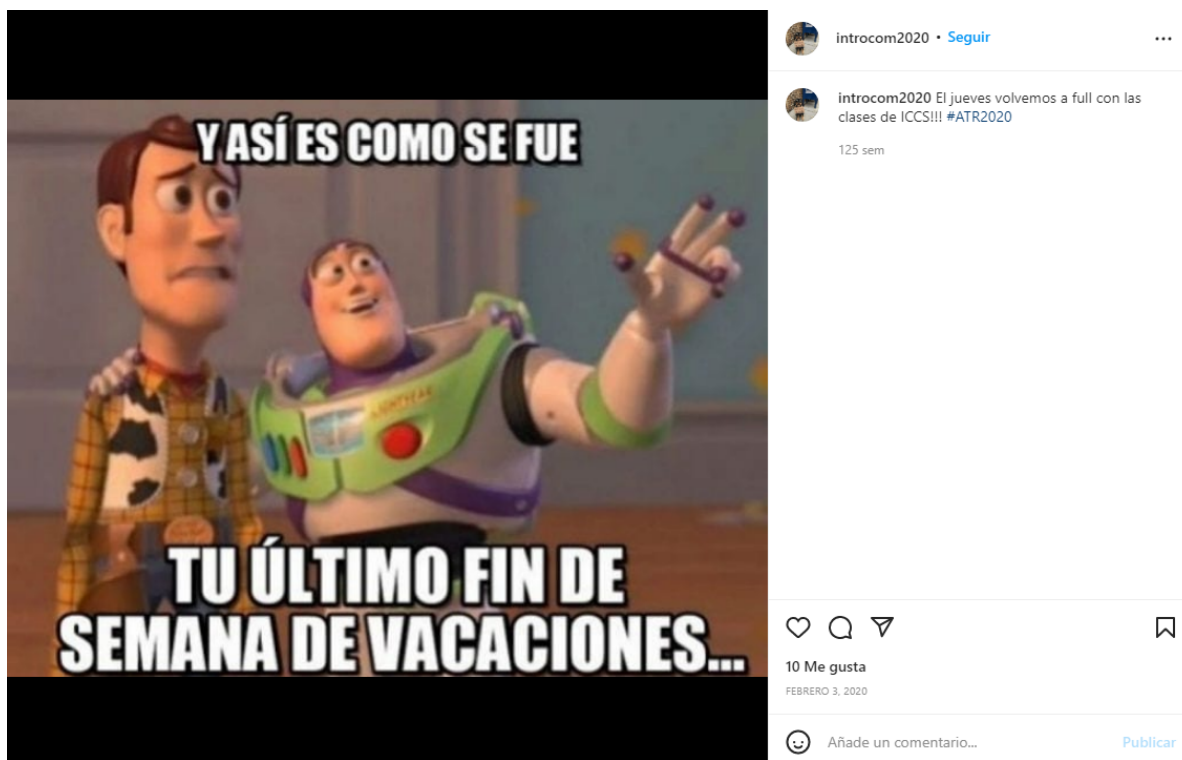 Y ASÍ ES COMO SE FUE
LIGHTYEAR
TU ÚLTIMO FIN DE
SEMANA DE VACACIONES...
introcom2020 • Seguir
introcom2020 El jueves volvemos a full con las
clases de ICCS!!! #ATR2020
125 sem
10 Me gusta
FEBRERO 3, 2020
Añade un comentario...
Publicar